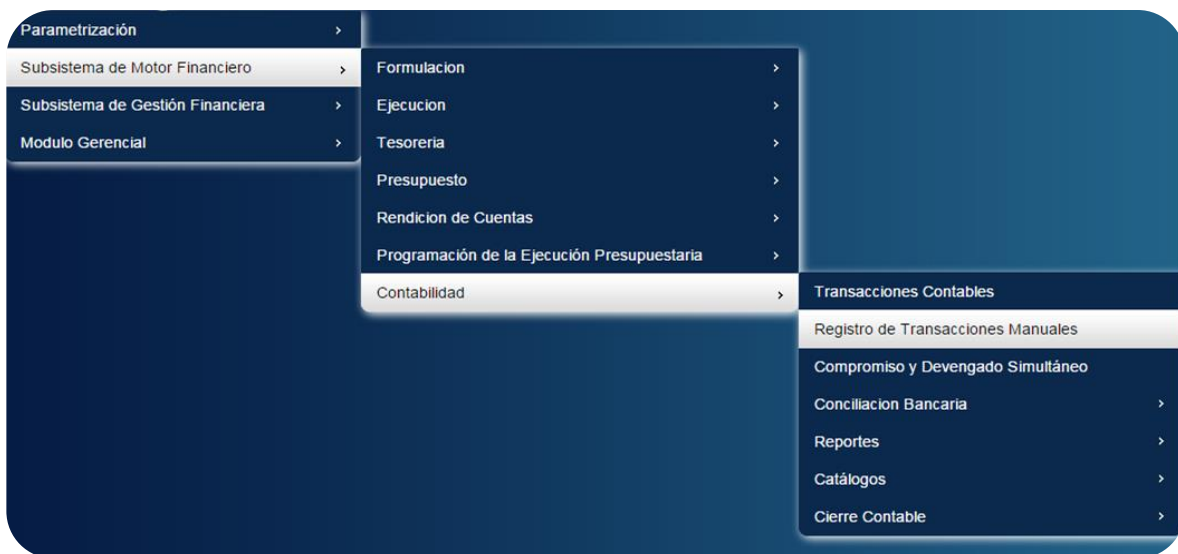 Parametrización
Subsistema de Motor Financiero
Subsistema de Gestión Financiera
Modulo Gerencial
Formulacion
Ejecucion
Tesoreria
Presupuesto
Rendicion de Cuentas
Programación de la Ejecución Presupuestaria
Contabilidad
Transacciones Contables
Registro de Transacciones Manuales
Compromiso y Devengado Simultáneo
Conciliacion Bancaria
Reportes
Catálogos
Cierre Contable